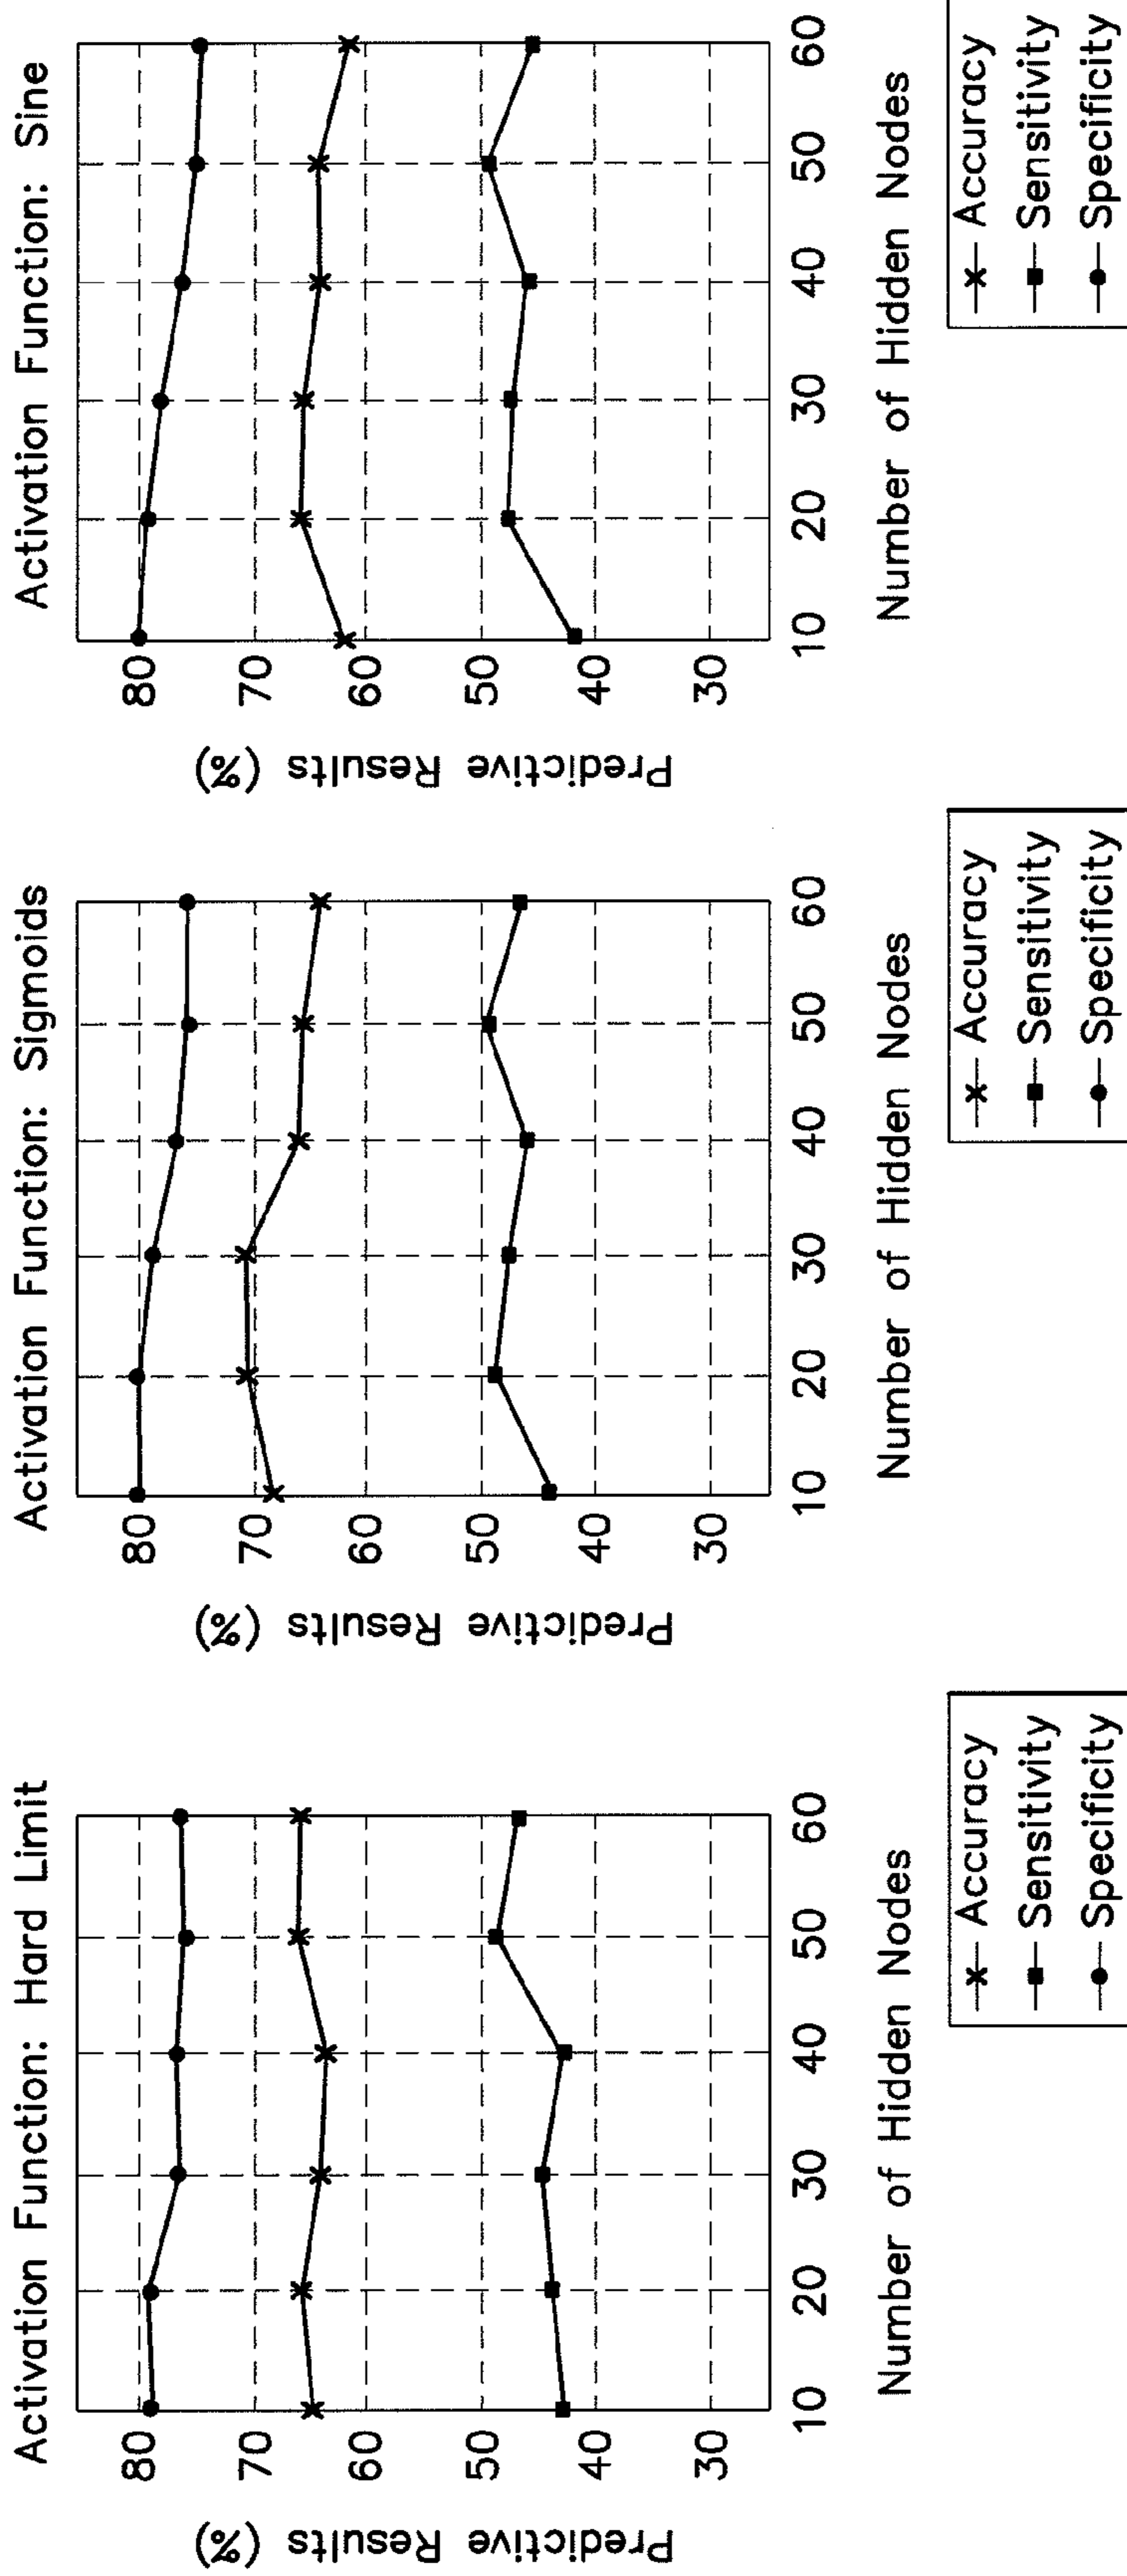 Activation Function: Hard Limit
Predictive Results (%)
80
70
60
50
40
30
10 20 30 40 50 60
Number of Hidden Nodes
Accuracy
Sensitivity
Specificity
Activation Function: Sigmoids
Predictive Results (%)
80
70
60
50
40
30
10 20 30 40 50 60
Number of Hidden Nodes
Accuracy
Sensitivity
Specificity
Activation Function: Sine
Predictive Results (%)
80
70
60
50
40
30
10 20 30 40 50 60
Number of Hidden Nodes
Accuracy
Sensitivity
Specificity